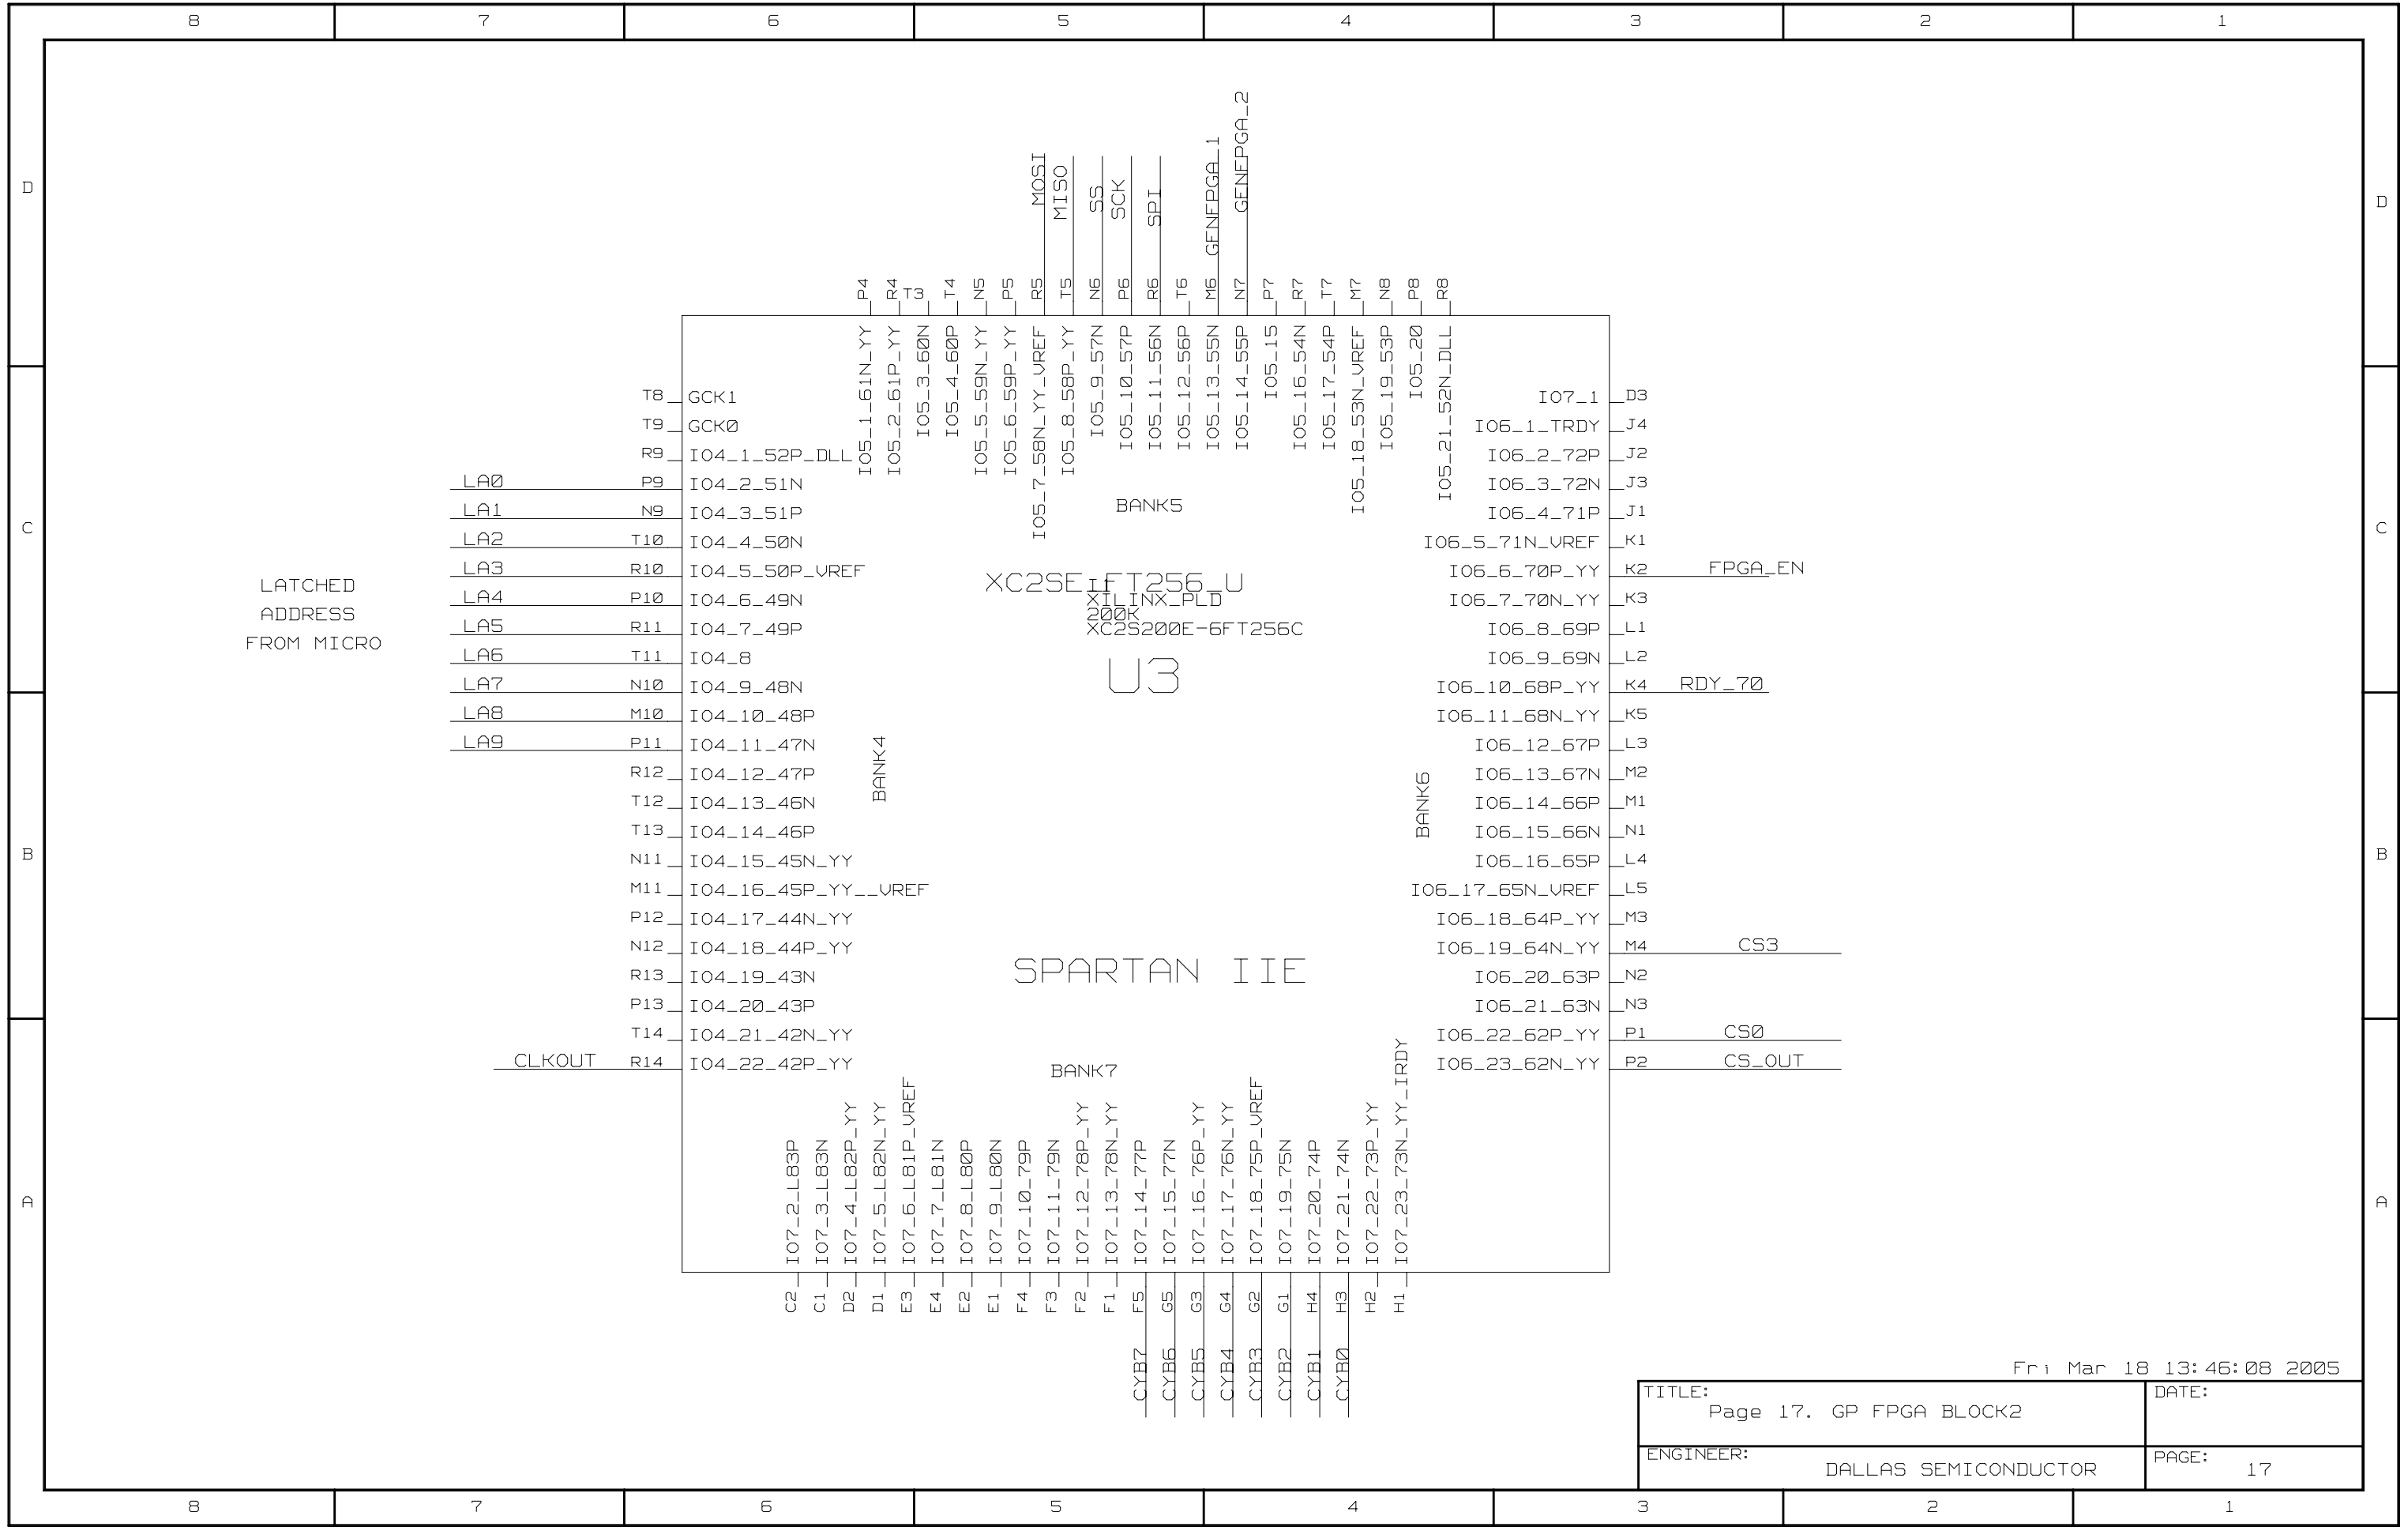 8 7 6 5 4 3 2 1
D D
C C
B B
A A
MOSI
MISO
SS
SCK
SPI
GENFPGA_1
GENFPGA_2
P4 R4 T3 T4 N5 P5 R5 T5 N6 P6 R6 T6 M6 N7 P7 R7 T7 M7 N8 P8 R8
IO5_1_61N_YY
IO5_2_61P_YY
IO5_3_60N
IO5_4_60P
IO5_5_59N_YY
IO5_6_59P_YY
IO5_7_58N_YY_VREF
IO5_8_58P_YY
IO5_9_57N
IO5_10_57P
IO5_11_56N
IO5_12_56P
IO5_13_55N
IO5_14_55P
IO5_15
IO5_16_54N
IO5_17_54P
IO5_18_53N_VREF
IO5_19_53P
IO5_20
IO5_21_52N_DLL
BANK5
T8 GCK1
T9 GCK0
R9 IO4_1_52P_DLL
LA0 P9 IO4_2_51N
LA1 N9 IO4_3_51P
LA2 T10 IO4_4_50N
LA3 R10 IO4_5_50P_VREF
LA4 P10 IO4_6_49N
LA5 R11 IO4_7_49P
LA6 T11 IO4_8
LA7 N10 IO4_9_48N
LA8 M10 IO4_10_48P
LA9 P11 IO4_11_47N
R12 IO4_12_47P
T12 IO4_13_46N
T13 IO4_14_46P
N11 IO4_15_45N_YY
M11 IO4_16_45P_YY__VREF
P12 IO4_17_44N_YY
N12 IO4_18_44P_YY
R13 IO4_19_43N
P13 IO4_20_43P
T14 IO4_21_42N_YY
CLKOUT R14 IO4_22_42P_YY
LATCHED
ADDRESS
FROM MICRO
BANK4
XC2SE_FT256_U
I1
XILINX_PLD
200K
XC2S200E-6FT256C
U3
SPARTAN IIE
BANK6
IO7_1 D3
IO6_1_TRDY J4
IO6_2_72P J2
IO6_3_72N J3
IO6_4_71P J1
IO6_5_71N_VREF K1
IO6_6_70P_YY K2 FPGA_EN
IO6_7_70N_YY K3
IO6_8_69P L1
IO6_9_69N L2
IO6_10_68P_YY K4 RDY_70
IO6_11_68N_YY K5
IO6_12_67P L3
IO6_13_67N M2
IO6_14_66P M1
IO6_15_66N N1
IO6_16_65P L4
IO6_17_65N_VREF L5
IO6_18_64P_YY M3
IO6_19_64N_YY M4 CS3
IO6_20_63P N2
IO6_21_63N N3
IO6_22_62P_YY P1 CS0
IO6_23_62N_YY P2 CS_OUT
BANK7
IO7_2_L83P
IO7_3_L83N
IO7_4_L82P_YY
IO7_5_L82N_YY
IO7_6_L81P_VREF
IO7_7_L81N
IO7_8_L80P
IO7_9_L80N
IO7_10_79P
IO7_11_79N
IO7_12_78P_YY
IO7_13_78N_YY
IO7_14_77P
IO7_15_77N
IO7_16_76P_YY
IO7_17_76N_YY
IO7_18_75P_VREF
IO7_19_75N
IO7_20_74P
IO7_21_74N
IO7_22_73P_YY
IO7_23_73N_YY_IRDY
C2 C1 D2 D1 E3 E4 E2 E1 F4 F3 F2 F1 F5 G5 G3 G4 G2 G1 H4 H3 H2 H1
CYB7
CYB6
CYB5
CYB4
CYB3
CYB2
CYB1
CYB0
Fri Mar 18 13:46:08 2005
TITLE:
Page 17. GP FPGA BLOCK2
DATE:
ENGINEER:
DALLAS SEMICONDUCTOR
PAGE:
17
8 7 6 5 4 3 2 1